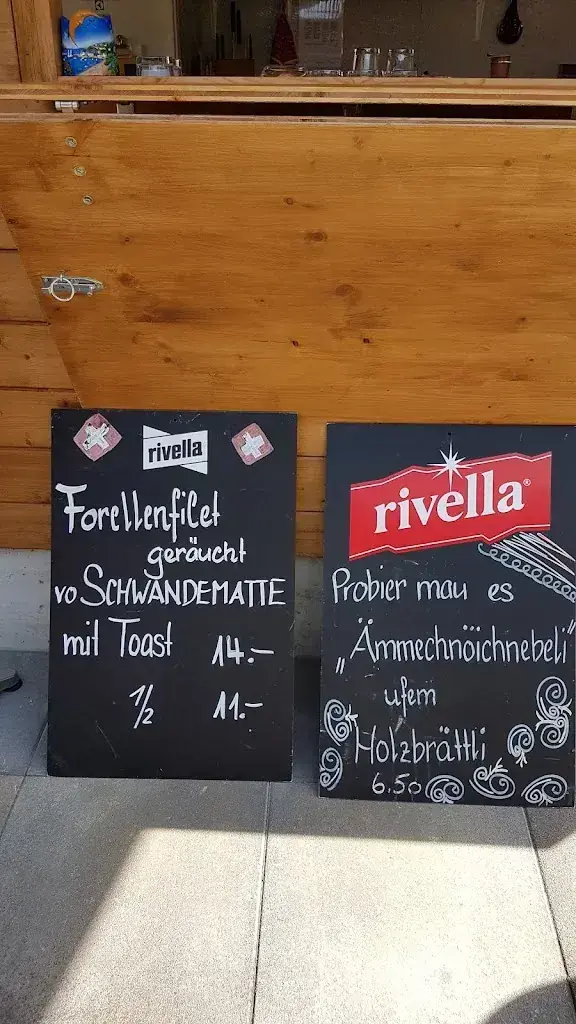 rivella
Forellenfilet
geräucht
vo SCHWANDEMATTE
mit Toast 14.-
1/2 11.-
rivella®
Probier mau es
„Ämmechnöichnebeli"
ufem
Holzbrättli
6.50